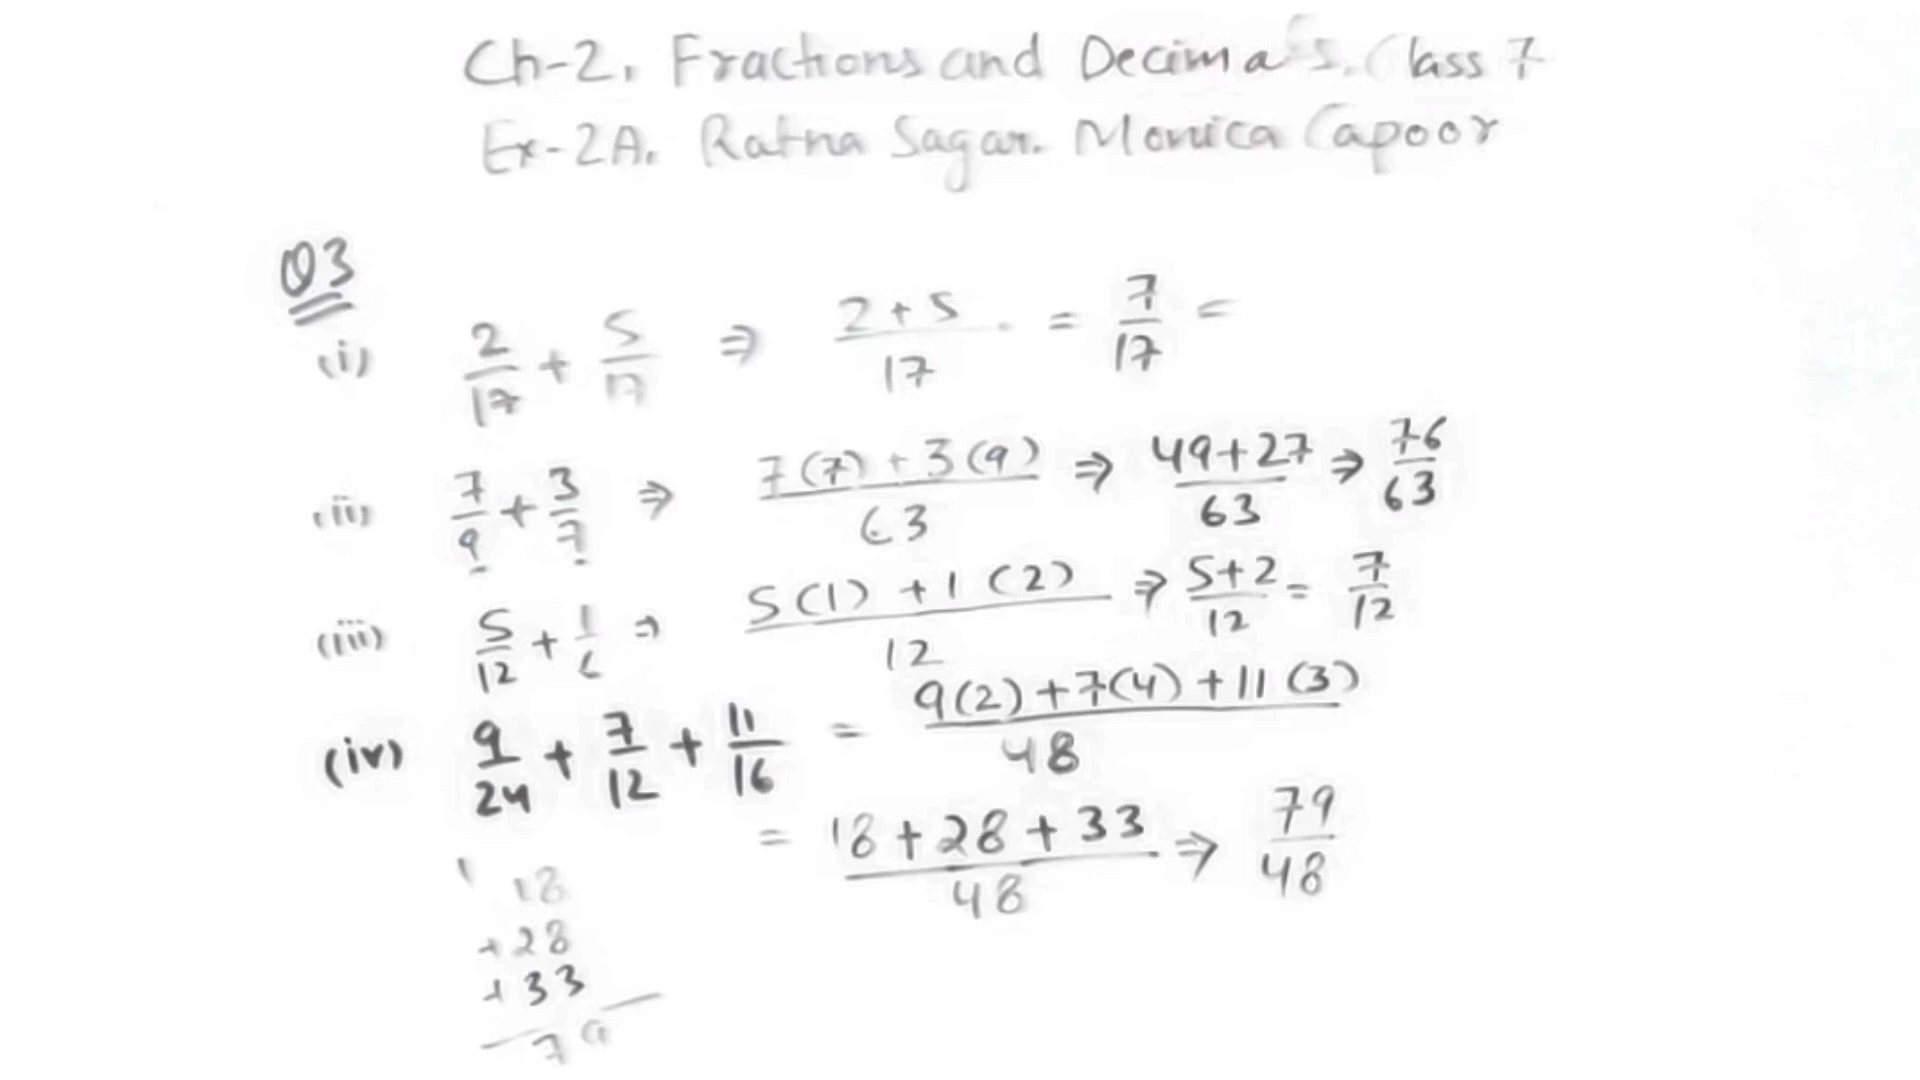 Ch-2. Fractions and Decimals. Class 7
Ex-2A. Ratna Sagar. Monica Capoor
Q3
(i) 2/17 + 5/17 ⇒ 2+5/17 = 7/17 =
(ii) 7/9 + 3/7 ⇒ 7(7) + 3(9)/63 ⇒ 49+27/63 ⇒ 76/63
(iii) 5/12 + 1/6 ⇒ 5(1) + 1(2)/12 ⇒ 5+2/12 = 7/12
(iv) 9/24 + 7/12 + 11/16 = 9(2)+7(4)+11(3)/48
= 18+28+33/48 ⇒ 79/48
1 18
+28
+33
79